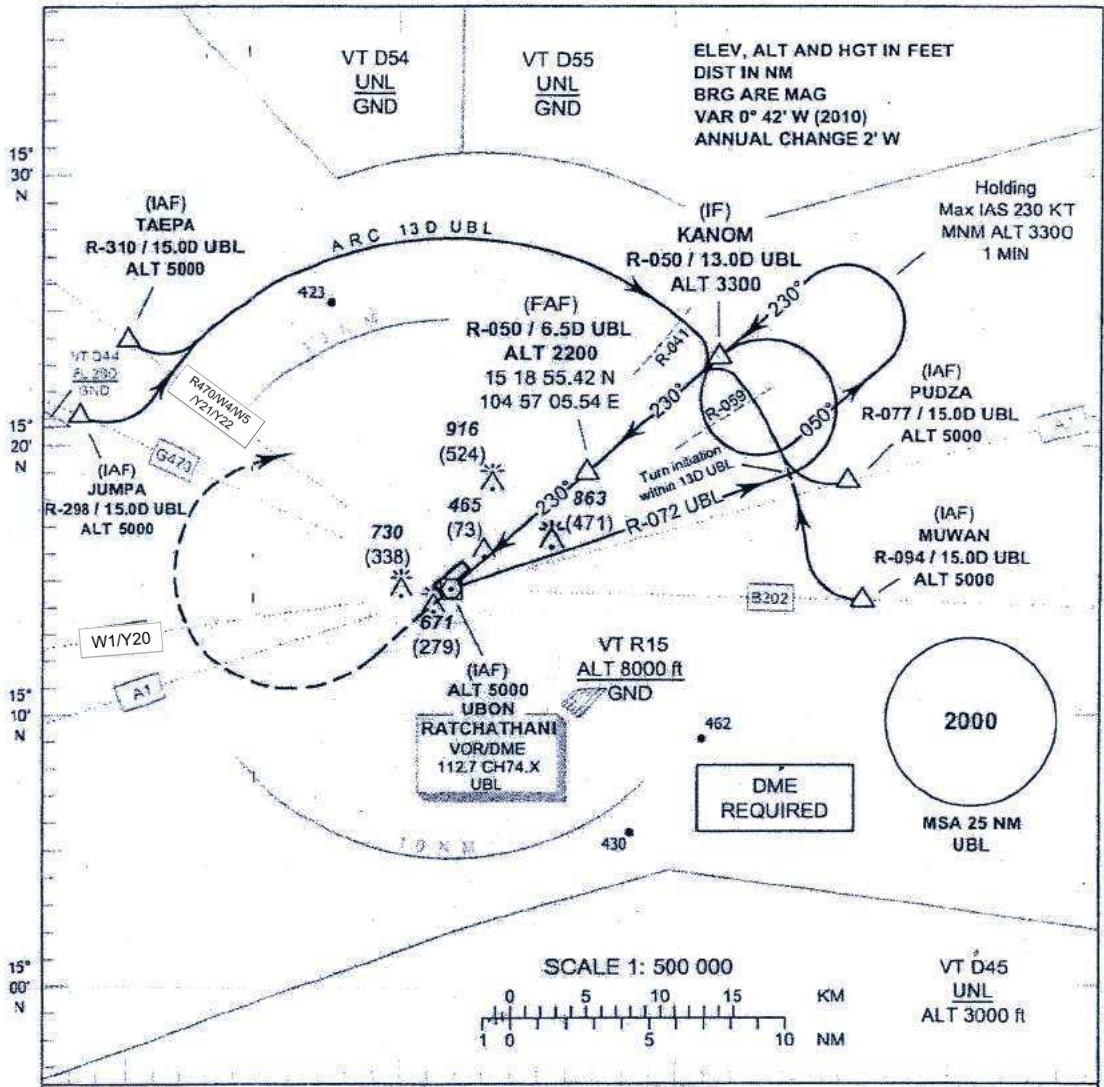 VT D54
UNL
GND
VT D55
UNL
GND
ELEV, ALT AND HGT IN FEET
DIST IN NM
BRG ARE MAG
VAR 0° 42' W (2010)
ANNUAL CHANGE 2' W
15°
30'
N
(IAF)
TAEPA
R-310 / 15.0D UBL
ALT 5000
ARC 13D UBL
(IF)
KANOM
R-050 / 13.0D UBL
ALT 3300
Holding
Max IAS 230 KT
MNM ALT 3300
1 MIN
423
(FAF)
R-050 / 6.5D UBL
ALT 2200
15 18 55.42 N
104 57 05.54 E
R-041
230°
230°
R-059
050°
VT D44
FL 290
GND
R470/W4/W5
/Y21/Y22
(IAF)
PUDZA
R-077 / 15.0D UBL
ALT 5000
A1
15°
20'
N
G473
(IAF)
JUMPA
R-298 / 15.0D UBL
ALT 5000
916
(524)
465
(73)
230°
863
(471)
Turn initiation
within 13D UBL
R-072 UBL
730
(338)
(IAF)
MUWAN
R-094 / 15.0D UBL
ALT 5000
B202
W1/Y20
A1
671
(279)
VT R15
ALT 8000 ft
GND
(IAF)
ALT 5000
UBON
RATCHATHANI
VOR/DME
112.7 CH74.X
UBL
15°
10'
N
462
2000
DME
REQUIRED
MSA 25 NM
UBL
10 NM
430
15°
00'
N
SCALE 1: 500 000
0 5 10 15 KM
1 0 5 10 NM
VT D45
UNL
ALT 3000 ft